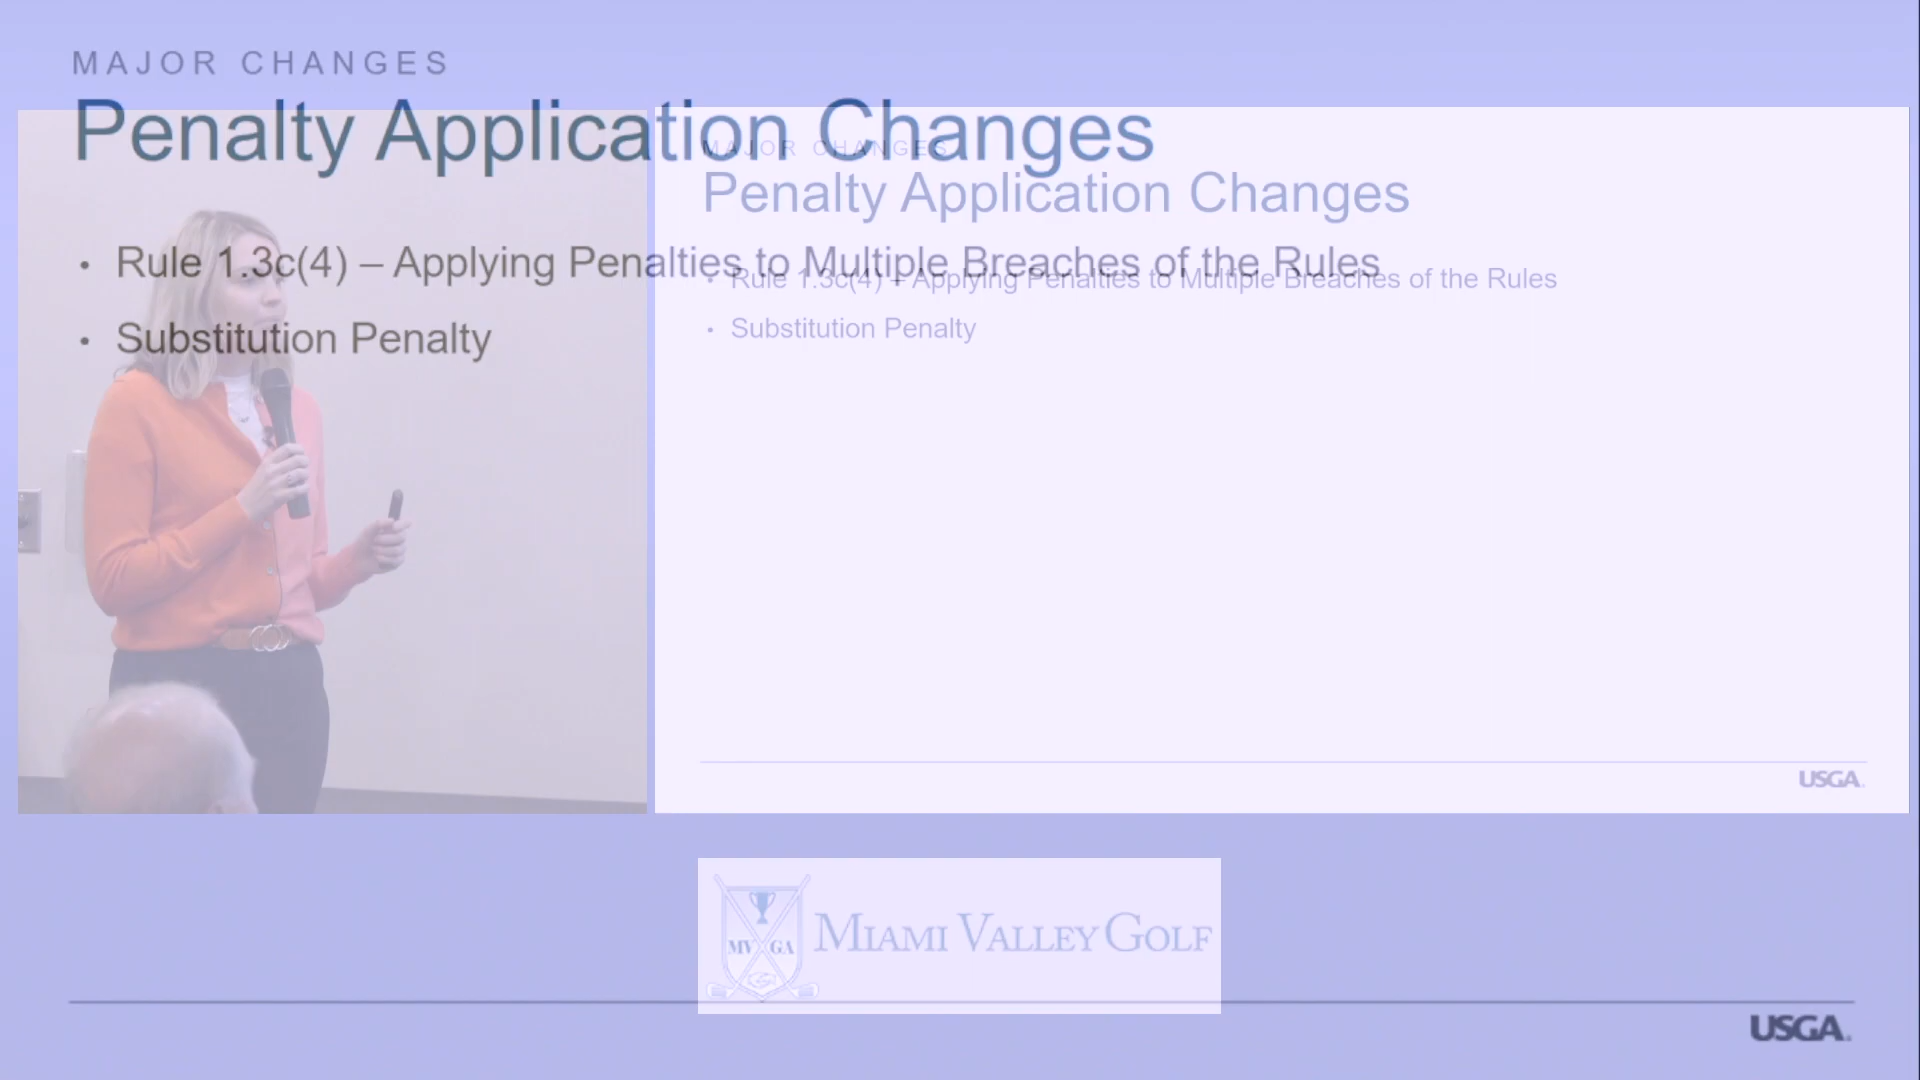 MAJOR CHANGES
Penalty Application Changes
• Rule 1.3c(4) – Applying Penalties to Multiple Breaches of the Rules
• Substitution Penalty
MAJOR CHANGES
Penalty Application Changes
• Rule 1.3c(4) – Applying Penalties to Multiple Breaches of the Rules
• Substitution Penalty
USGA.
MV GA
MIAMI VALLEY GOLF
USGA.